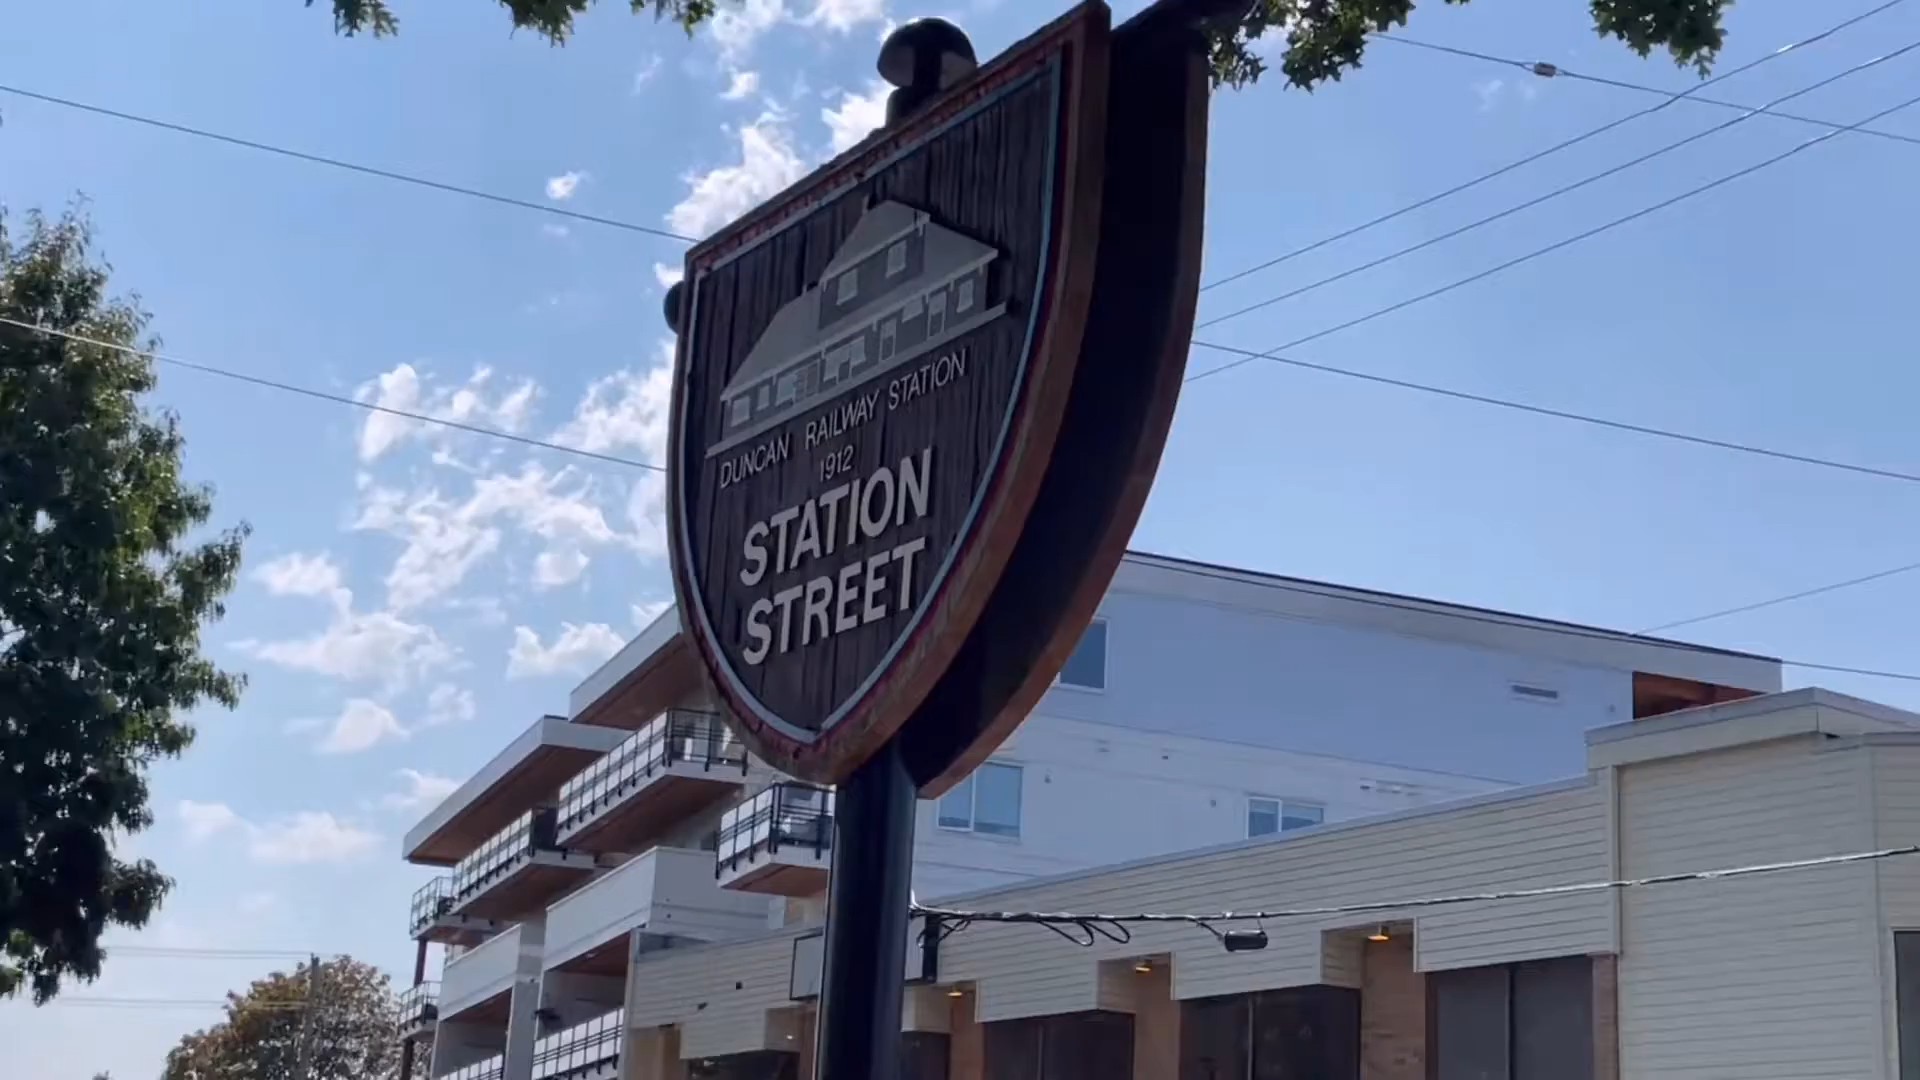 DUNCAN RAILWAY STATION
1912
STATION
STREET